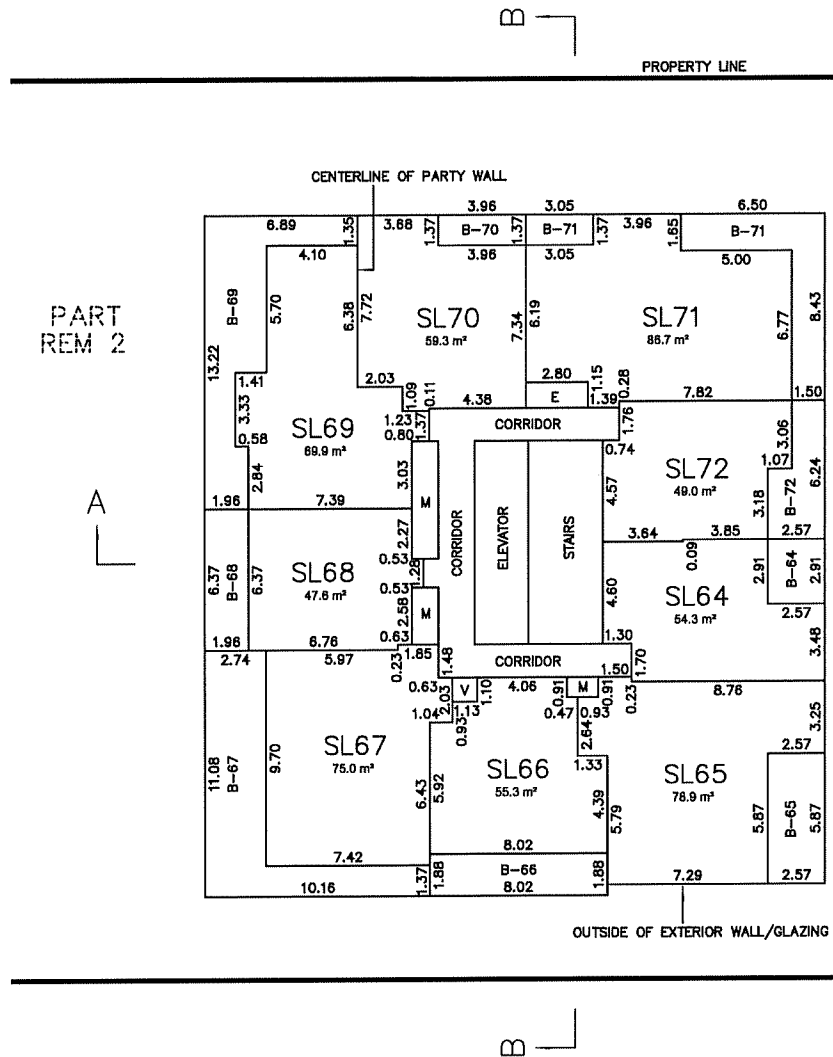 B
PROPERTY LINE
CENTERLINE OF PARTY WALL
3.96
3.05
6.50
6.89
1.35
3.68
1.37
B-70
1.37
B-71
1.37
3.96
1.65
B-71
4.10
3.96
3.05
5.00
PART
REM 2
B-69
5.70
6.38
7.72
SL70
59.3 m²
7.34
6.19
SL71
86.7 m²
6.77
8.43
13.22
1.41
2.03
1.09
0.11
4.38
2.80
E
1.15
1.39
0.28
7.82
1.50
3.33
0.58
SL69
69.9 m²
1.23
0.80
1.37
CORRIDOR
1.76
0.74
3.06
1.07
6.24
2.84
3.03
M
SL72
49.0 m²
3.18
B-72
A
1.96
7.39
2.27
CORRIDOR
ELEVATOR
STAIRS
4.57
3.64
0.09
3.85
2.57
6.37
B-68
6.37
SL68
47.6 m²
0.53
1.28
0.53
2.58
M
4.60
SL64
54.3 m²
2.91
B-64
2.91
2.57
1.96
6.76
0.63
1.30
3.48
2.74
5.97
0.23
1.85
1.48
CORRIDOR
1.50
1.70
0.63
2.03
V
1.10
4.06
0.91
M
0.91
0.23
8.76
1.04
0.93
1.13
0.47
0.93
3.25
11.08
B-67
9.70
SL67
75.0 m²
6.43
5.92
SL66
55.3 m²
2.64
1.33
4.39
5.79
SL65
78.9 m²
2.57
5.87
B-65
5.87
7.42
8.02
10.16
1.37
1.88
B-66
8.02
1.88
7.29
2.57
OUTSIDE OF EXTERIOR WALL/GLAZING
B